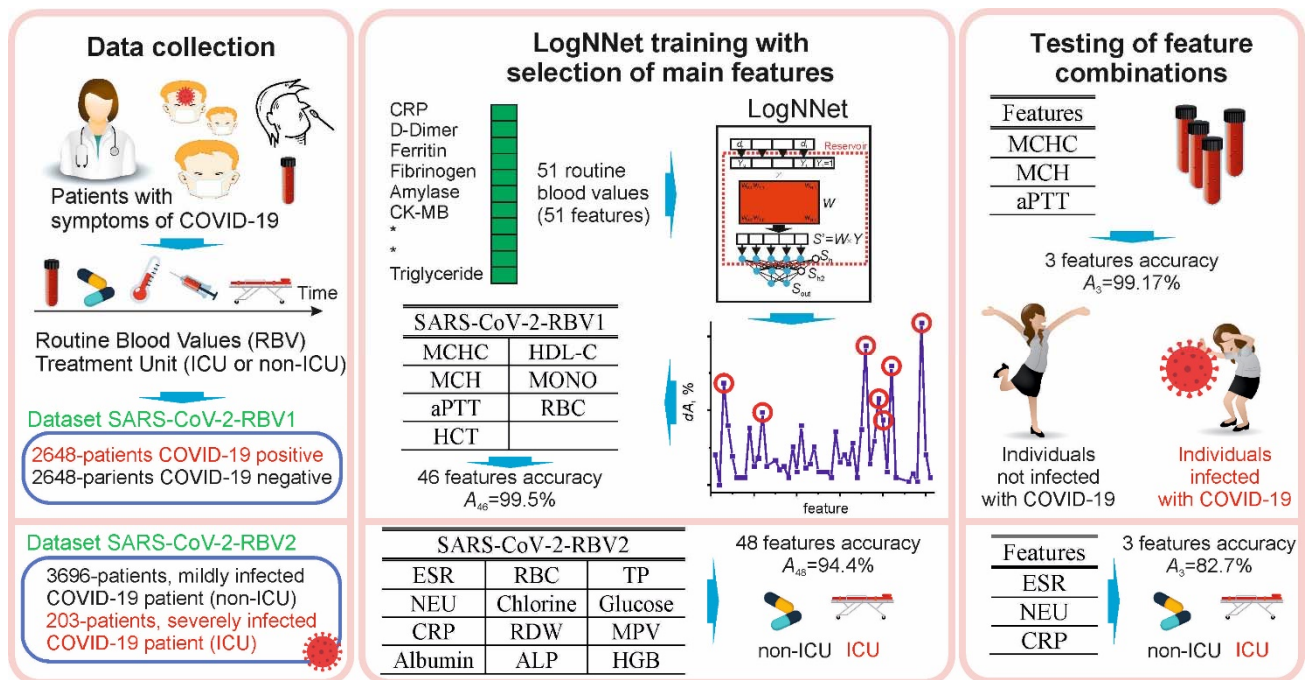 Data collection
Patients with
symptoms of COVID-19
Time
Routine Blood Values (RBV)
Treatment Unit (ICU or non-ICU)
Dataset SARS-CoV-2-RBV1
2648-patients COVID-19 positive
2648-parients COVID-19 negative
Dataset SARS-CoV-2-RBV2
3696-patients, mildly infected
COVID-19 patient (non-ICU)
203-patients, severely infected
COVID-19 patient (ICU)
LogNNet training with
selection of main features
CRP
D-Dimer
Ferritin
Fibrinogen
Amylase
CK-MB
*
*
Triglyceride
51 routine
blood values
(51 features)
LogNNet
Reservoir
W
S'=W×Y
Sh
Sh2
Sout
SARS-CoV-2-RBV1
MCHC HDL-C
MCH MONO
aPTT RBC
HCT
46 features accuracy
A46=99.5%
dAi, %
feature
SARS-CoV-2-RBV2
ESR RBC TP
NEU Chlorine Glucose
CRP RDW MPV
Albumin ALP HGB
48 features accuracy
A48=94.4%
non-ICU ICU
Testing of feature
combinations
Features
MCHC
MCH
aPTT
3 features accuracy
A3=99.17%
Individuals
not infected
with COVID-19
Individuals
infected
with COVID-19
Features
ESR
NEU
CRP
3 features accuracy
A3=82.7%
non-ICU ICU